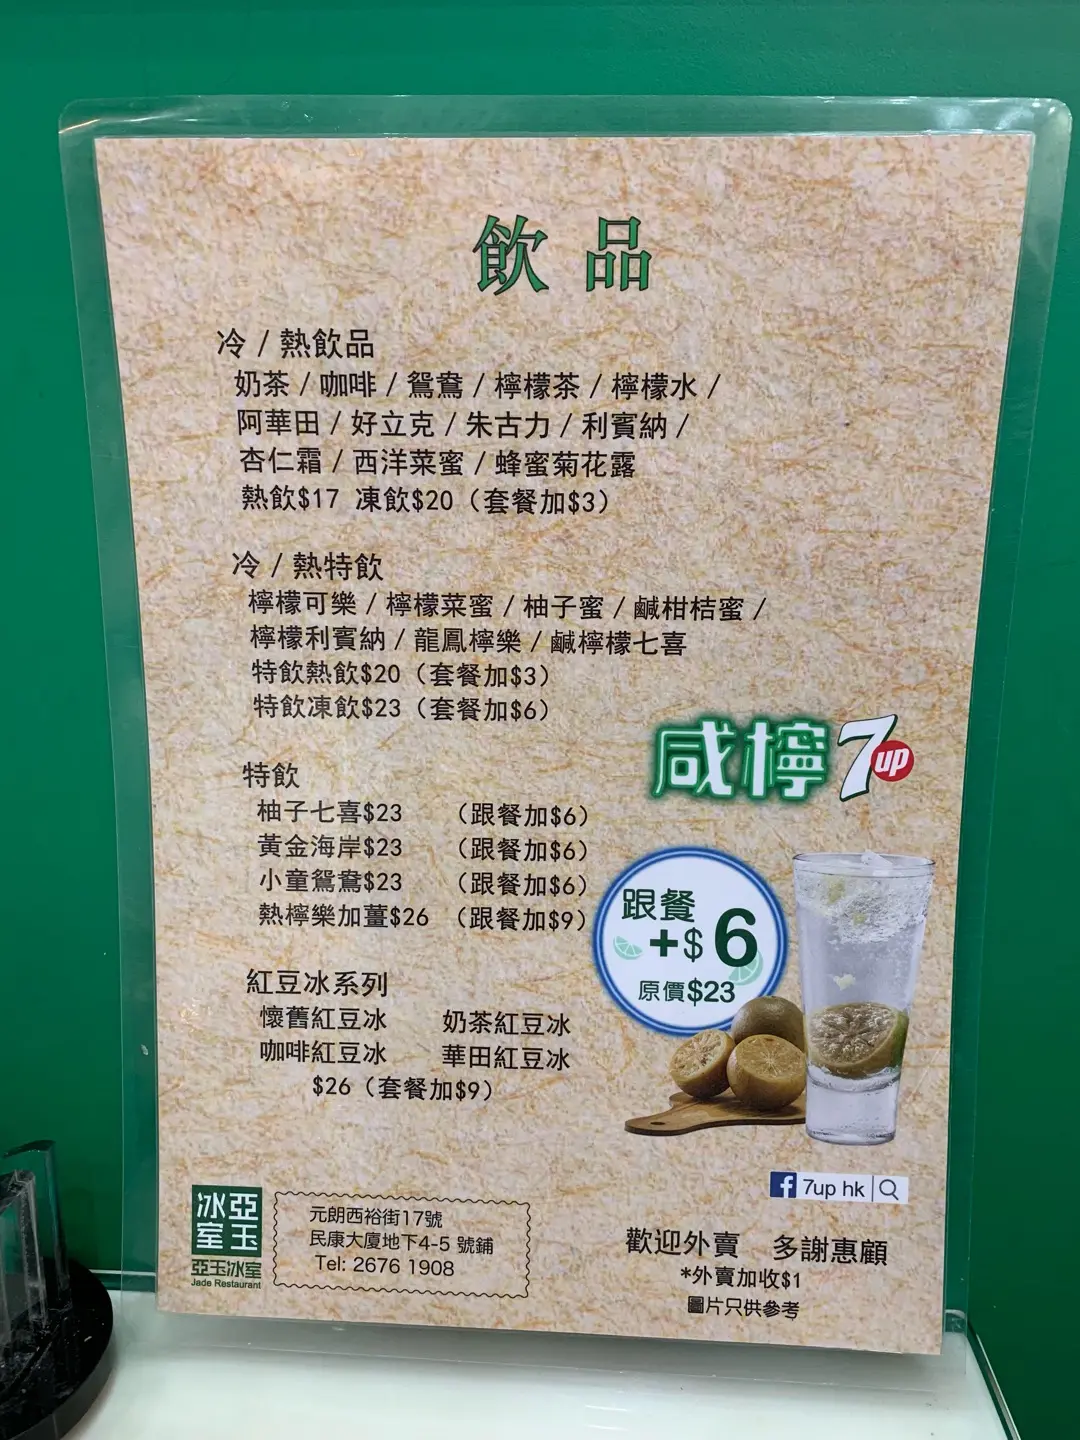 飲品
冷 / 熱飲品
奶茶 / 咖啡 / 鴛鴦 / 檸檬茶 / 檸檬水 /
阿華田 / 好立克 / 朱古力 / 利賓納 /
杏仁霜 / 西洋菜蜜 / 蜂蜜菊花露
熱飲$17 凍飲$20（套餐加$3）
冷 / 熱特飲
檸檬可樂 / 檸檬菜蜜 / 柚子蜜 / 鹹柑桔蜜 /
檸檬利賓納 / 龍鳳檸樂 / 鹹檸檬七喜
特飲熱飲$20（套餐加$3）
特飲凍飲$23（套餐加$6）
特飲
柚子七喜$23 （跟餐加$6）
黃金海岸$23 （跟餐加$6）
小童鴛鴦$23 （跟餐加$6）
熱檸樂加薑$26 （跟餐加$9）
紅豆冰系列
懷舊紅豆冰 奶茶紅豆冰
咖啡紅豆冰 華田紅豆冰
$26（套餐加$9）
咸檸7up
跟餐
+$6
原價$23
7up hk
冰室 亞玉
亞玉冰室
Jade Restaurant
元朗西裕街17號
民康大廈地下4-5 號鋪
Tel: 2676 1908
歡迎外賣 多謝惠顧
*外賣加收$1
圖片只供參考